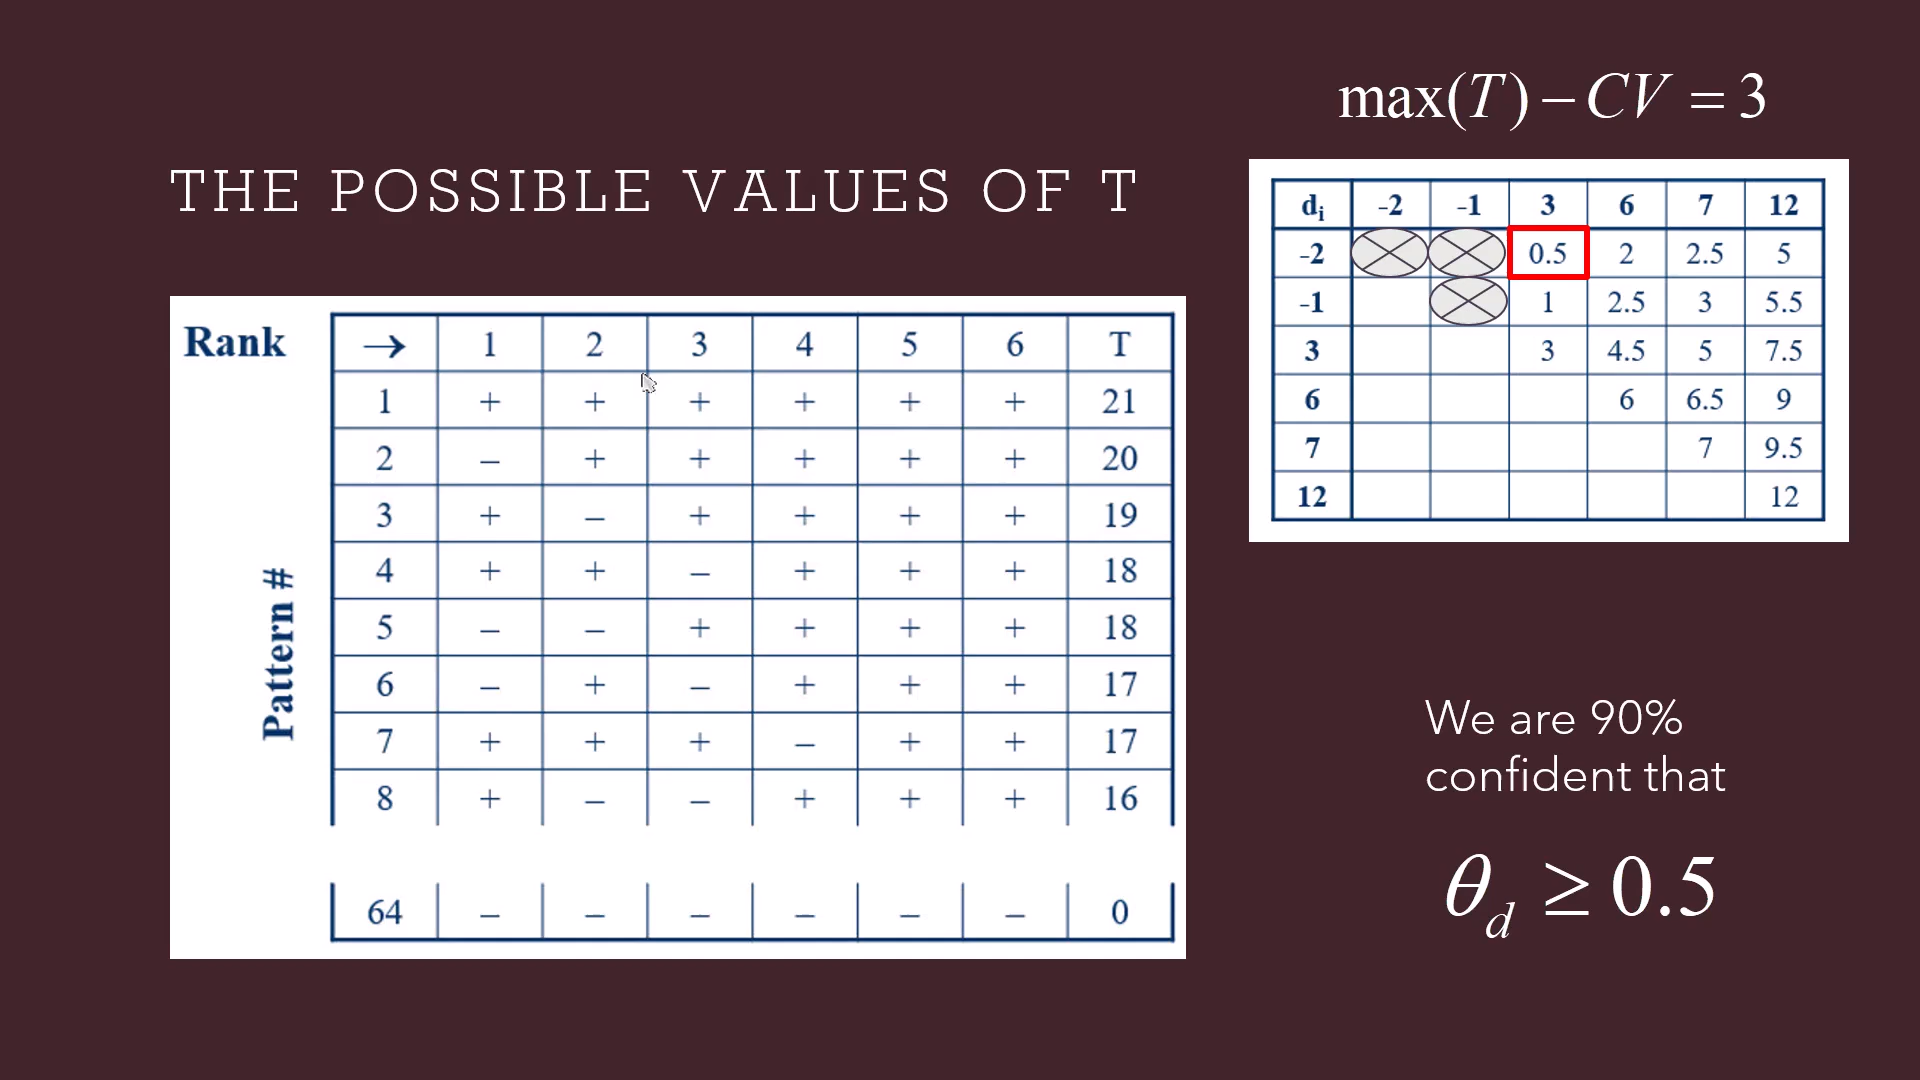 THE POSSIBLE VALUES OF T
Rank → 1 2 3 4 5 6 T
Pattern #
1 + + + + + + 21
2 – + + + + + 20
3 + – + + + + 19
4 + + – + + + 18
5 – – + + + + 18
6 – + – + + + 17
7 + + + – + + 17
8 + – – + + + 16
64 – – – – – – 0
max(T) – CV = 3
dᵢ -2 -1 3 6 7 12
-2 0.5 2 2.5 5
-1 1 2.5 3 5.5
3 3 4.5 5 7.5
6 6 6.5 9
7 7 9.5
12 12
We are 90%
confident that
θ_d ≥ 0.5